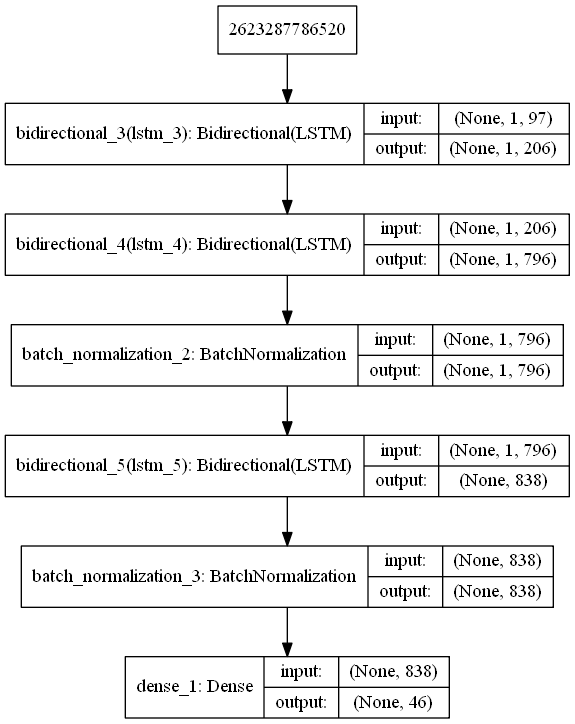 2623287786520
bidirectional_3(lstm_3): Bidirectional(LSTM)
input: (None, 1, 97)
output: (None, 1, 206)
bidirectional_4(lstm_4): Bidirectional(LSTM)
input: (None, 1, 206)
output: (None, 1, 796)
batch_normalization_2: BatchNormalization
input: (None, 1, 796)
output: (None, 1, 796)
bidirectional_5(lstm_5): Bidirectional(LSTM)
input: (None, 1, 796)
output: (None, 838)
batch_normalization_3: BatchNormalization
input: (None, 838)
output: (None, 838)
dense_1: Dense
input: (None, 838)
output: (None, 46)